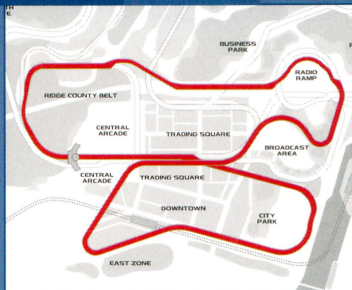 TH
E
BUSINESS
PARK
RADIO
RAMP
RIDGE COUNTY BELT
CENTRAL
ARCADE
TRADING SQUARE
BROADCAST
AREA
CENTRAL
ARCADE
TRADING SQUARE
DOWNTOWN
CITY
PARK
EAST ZONE